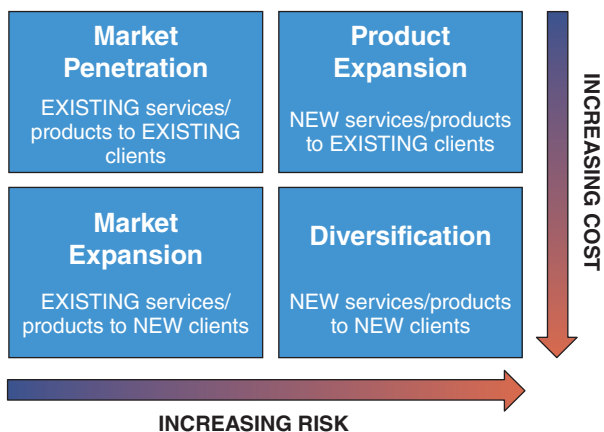 Market
Penetration
EXISTING services/
products to EXISTING
clients
Product
Expansion
NEW services/products
to EXISTING clients
Market
Expansion
EXISTING services/
products to NEW clients
Diversification
NEW services/products
to NEW clients
INCREASING COST
INCREASING RISK